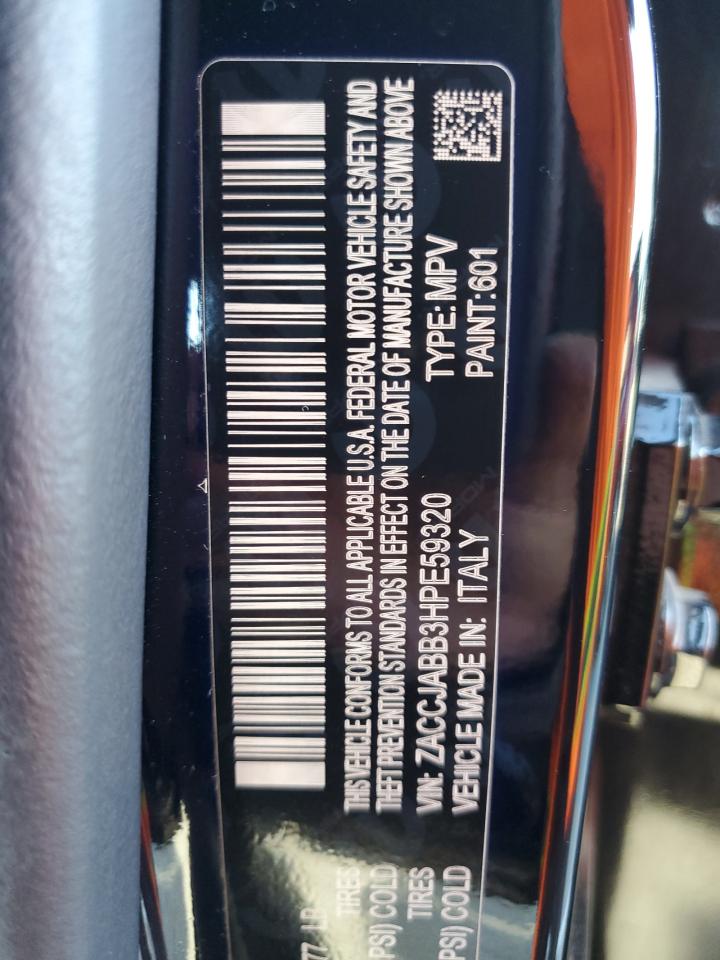 77 LB
THIS VEHICLE CONFORMS TO ALL APPLICABLE U.S.A. FEDERAL MOTOR VEHICLE SAFETY AND
THEFT PREVENTION STANDARDS IN EFFECT ON THE DATE OF MANUFACTURE SHOWN ABOVE
VIN: ZACCJABB3HPE59320
TYPE: MPV
VEHICLE MADE IN: ITALY
PAINT:601
TIRES
PSI) COLD
TIRES
PSI) COLD